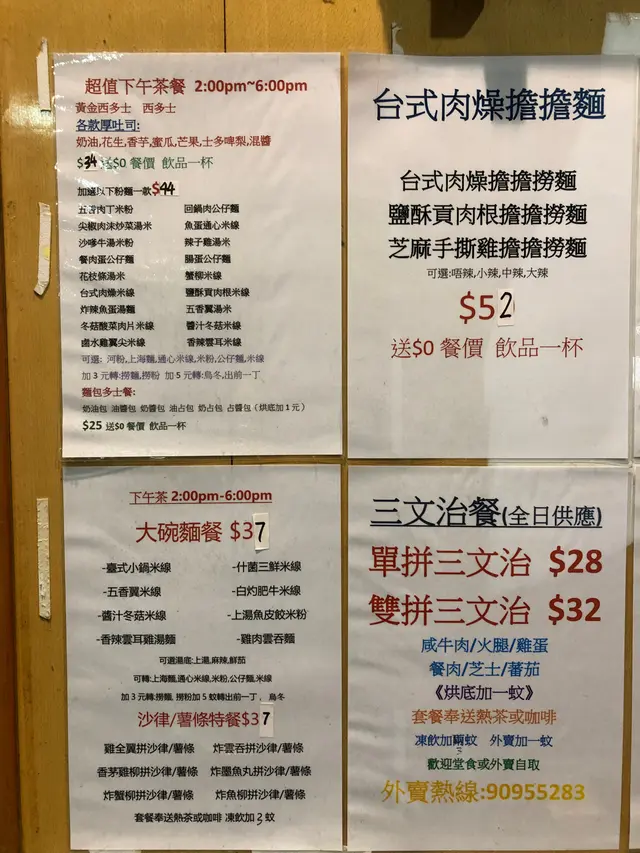 超值下午茶餐 2:00pm~6:00pm
黃金西多士 西多士
各款厚吐司:
奶油,花生,香芋,蜜瓜,芒果,士多啤梨,混醬
$34 送$0 餐價 飲品一杯
加選以下粉麵一款$44
五香肉丁米粉 回鍋肉公仔麵
尖椒肉沫炒菜湯米 魚蛋通心米線
沙嗲牛湯米粉 辣子雞湯米
餐肉蛋公仔麵 腸蛋公仔麵
花枝條湯米 蟹柳米線
台式肉燥米線 鹽酥貢肉根米線
炸辣魚蛋湯麵 五香翼湯米
冬菇酸菜肉片米線 醬汁冬菇米線
鹵水雞翼尖米線 香辣雲耳米線
可選: 河粉,上海麵,通心米線,米粉,公仔麵,米線
加 3 元轉:撈麵,撈粉 加 5 元轉:烏冬,出前一丁
麵包多士餐:
奶油包 油醬包 奶醬包 油占包 奶占包 占醬包 (烘底加 1 元)
$25 送$0 餐價 飲品一杯
台式肉燥擔擔麵
台式肉燥擔擔撈麵
鹽酥貢肉根擔擔撈麵
芝麻手撕雞擔擔撈麵
可選:唔辣,小辣,中辣,大辣
$52
送$0 餐價 飲品一杯
下午茶 2:00pm-6:00pm
大碗麵餐 $37
-臺式小鍋米線 -什菌三鮮米線
-五香翼米線 -白灼肥牛米線
-醬汁冬菇米線 -上湯魚皮餃米粉
-香辣雲耳雞湯麵 -雞肉雲吞麵
可選湯底:上湯,麻辣,鮮茄
可轉:上海麵,通心米線,米粉,公仔麵,米線
加 3 元轉:撈麵, 撈粉加 5 蚊轉出前一丁, 烏冬
沙律/薯條特餐$37
雞全翼拼沙律/薯條 炸雲吞拼沙律/薯條
香茅雞柳拼沙律/薯條 炸墨魚丸拼沙律/薯條
炸蟹柳拼沙律/薯條 炸魚柳拼沙律/薯條
套餐奉送熱茶或咖啡 凍飲加 3 蚊
三文治餐(全日供應)
單拼三文治 $28
雙拼三文治 $32
咸牛肉/火腿/雞蛋
餐肉/芝士/蕃茄
《烘底加一蚊》
套餐奉送熱茶或咖啡
凍飲加3蚊 外賣加一蚊
歡迎堂食或外賣自取
外賣熱線:90955283